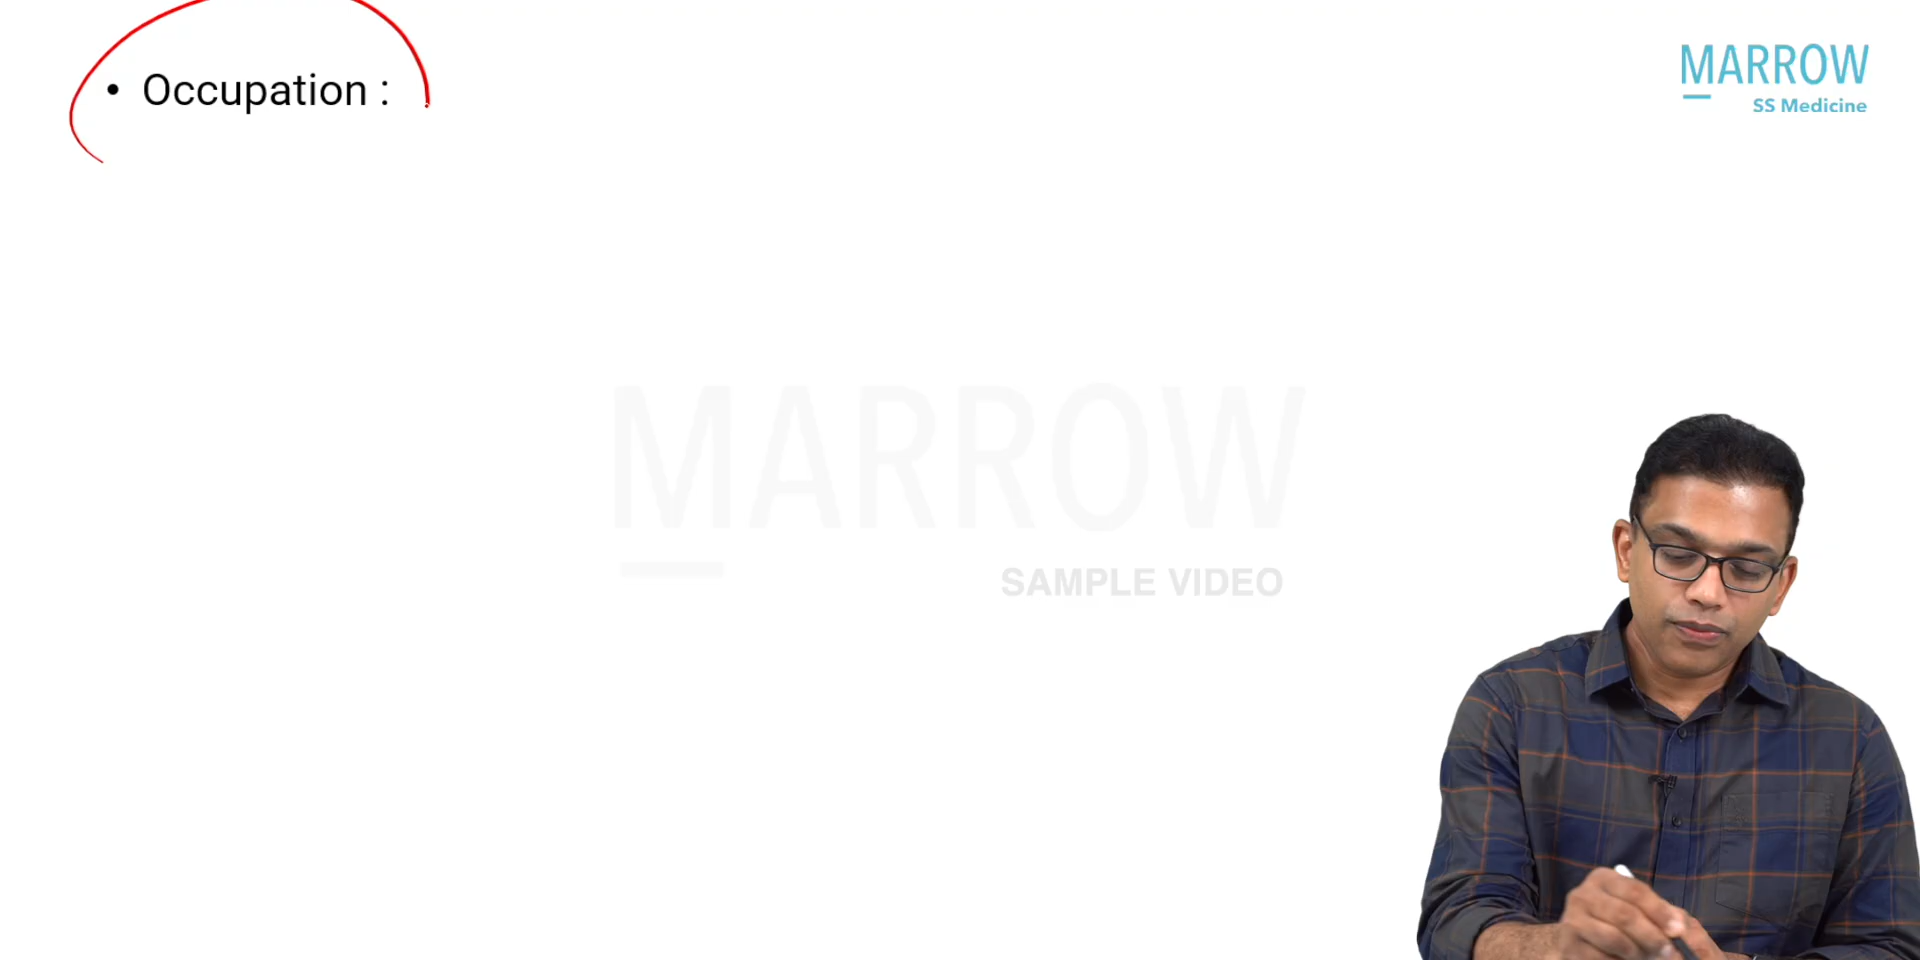 • Occupation :
MARROW
SS Medicine
MARROW
SAMPLE VIDEO